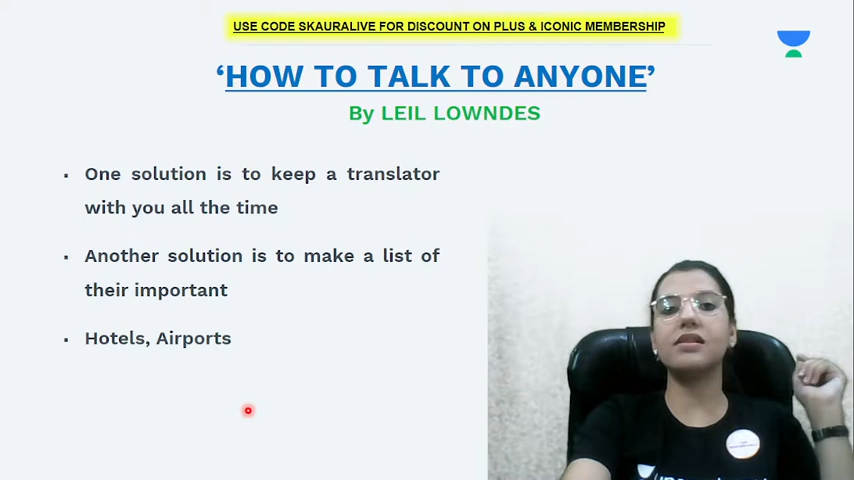 USE CODE SKAURALIVE FOR DISCOUNT ON PLUS & ICONIC MEMBERSHIP
‘HOW TO TALK TO ANYONE’
By LEIL LOWNDES
▪ One solution is to keep a translator
with you all the time
▪ Another solution is to make a list of
their important
▪ Hotels, Airports